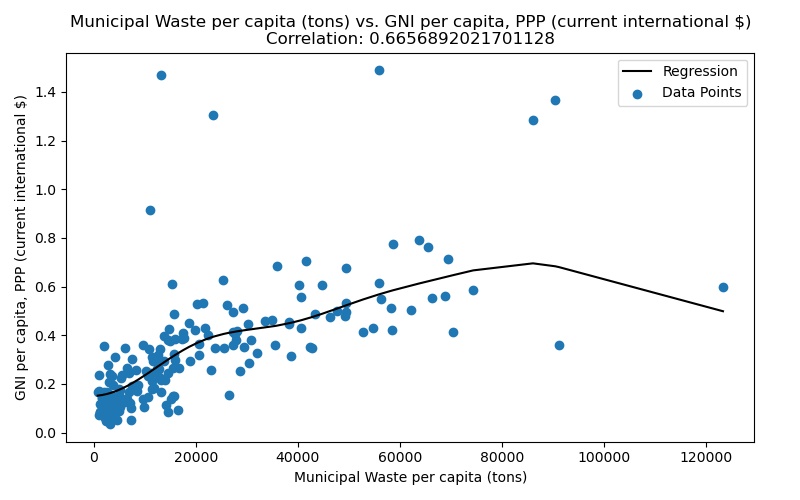 Municipal Waste per capita (tons) vs. GNI per capita, PPP (current international $)
Correlation: 0.6656892021701128
Regression
Data Points
GNI per capita, PPP (current international $)
1.4
1.2
1.0
0.8
0.6
0.4
0.2
0.0
0
20000
40000
60000
80000
100000
120000
Municipal Waste per capita (tons)